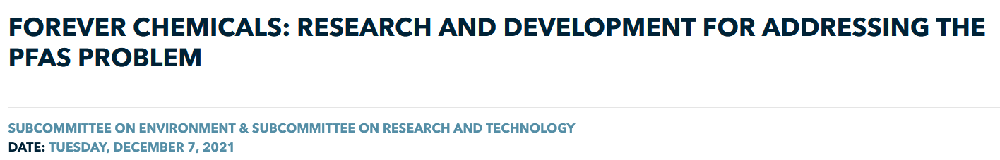 FOREVER CHEMICALS: RESEARCH AND DEVELOPMENT FOR ADDRESSING THE
PFAS PROBLEM
SUBCOMMITTEE ON ENVIRONMENT & SUBCOMMITTEE ON RESEARCH AND TECHNOLOGY
DATE: TUESDAY, DECEMBER 7, 2021